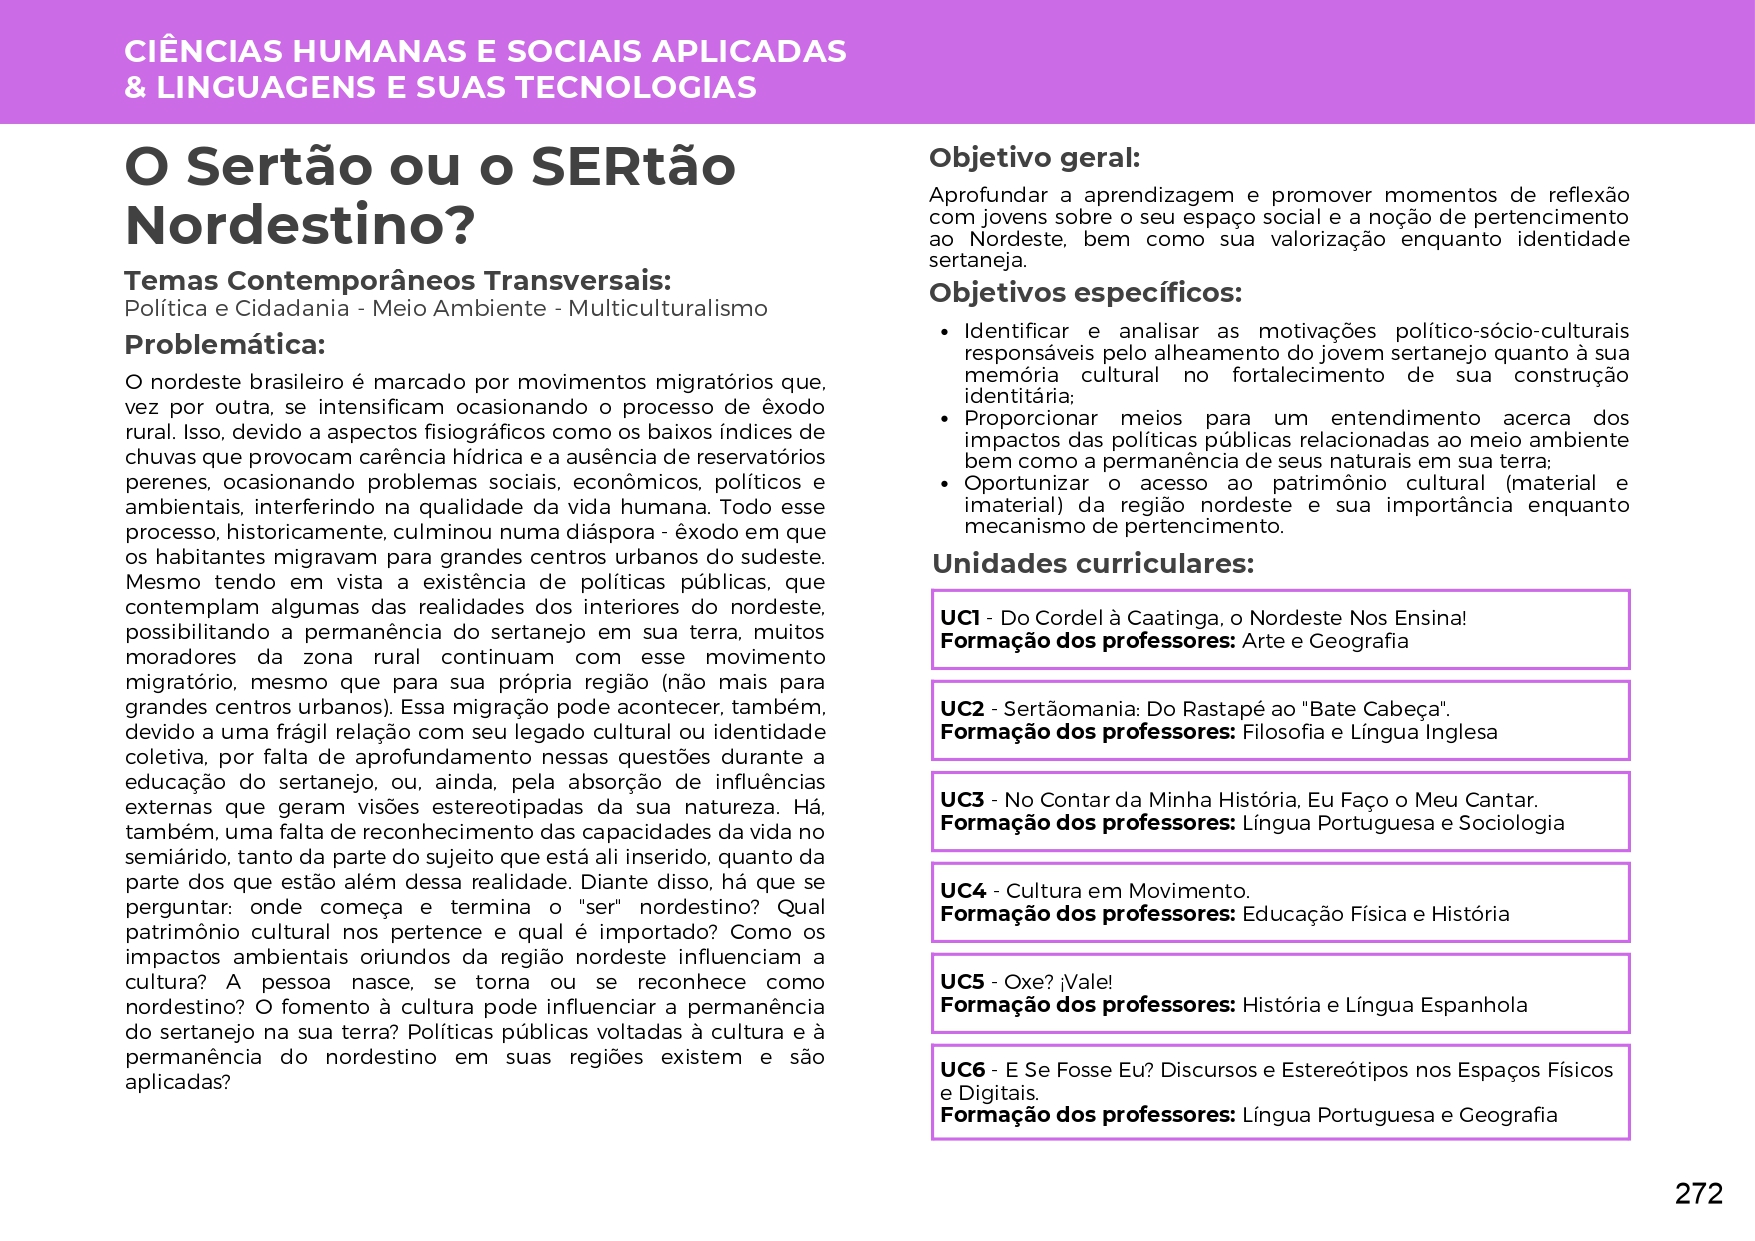 CIÊNCIAS HUMANAS E SOCIAIS APLICADAS
& LINGUAGENS E SUAS TECNOLOGIAS
O Sertão ou o SERtão
Nordestino?
Temas Contemporâneos Transversais:
Política e Cidadania - Meio Ambiente - Multiculturalismo
Problemática:
O nordeste brasileiro é marcado por movimentos migratórios que,
vez por outra, se intensificam ocasionando o processo de êxodo
rural. Isso, devido a aspectos fisiográficos como os baixos índices de
chuvas que provocam carência hídrica e a ausência de reservatórios
perenes, ocasionando problemas sociais, econômicos, políticos e
ambientais, interferindo na qualidade da vida humana. Todo esse
processo, historicamente, culminou numa diáspora - êxodo em que
os habitantes migravam para grandes centros urbanos do sudeste.
Mesmo tendo em vista a existência de políticas públicas, que
contemplam algumas das realidades dos interiores do nordeste,
possibilitando a permanência do sertanejo em sua terra, muitos
moradores da zona rural continuam com esse movimento
migratório, mesmo que para sua própria região (não mais para
grandes centros urbanos). Essa migração pode acontecer, também,
devido a uma frágil relação com seu legado cultural ou identidade
coletiva, por falta de aprofundamento nessas questões durante a
educação do sertanejo, ou, ainda, pela absorção de influências
externas que geram visões estereotipadas da sua natureza. Há,
também, uma falta de reconhecimento das capacidades da vida no
semiárido, tanto da parte do sujeito que está ali inserido, quanto da
parte dos que estão além dessa realidade. Diante disso, há que se
perguntar: onde começa e termina o "ser" nordestino? Qual
patrimônio cultural nos pertence e qual é importado? Como os
impactos ambientais oriundos da região nordeste influenciam a
cultura? A pessoa nasce, se torna ou se reconhece como
nordestino? O fomento à cultura pode influenciar a permanência
do sertanejo na sua terra? Políticas públicas voltadas à cultura e à
permanência do nordestino em suas regiões existem e são
aplicadas?
Objetivo geral:
Aprofundar a aprendizagem e promover momentos de reflexão
com jovens sobre o seu espaço social e a noção de pertencimento
ao Nordeste, bem como sua valorização enquanto identidade
sertaneja.
Objetivos específicos:
• Identificar e analisar as motivações político-sócio-culturais
responsáveis pelo alheamento do jovem sertanejo quanto à sua
memória cultural no fortalecimento de sua construção
identitária;
• Proporcionar meios para um entendimento acerca dos
impactos das políticas públicas relacionadas ao meio ambiente
bem como a permanência de seus naturais em sua terra;
• Oportunizar o acesso ao patrimônio cultural (material e
imaterial) da região nordeste e sua importância enquanto
mecanismo de pertencimento.
Unidades curriculares:
UC1 - Do Cordel à Caatinga, o Nordeste Nos Ensina!
Formação dos professores: Arte e Geografia
UC2 - Sertãomania: Do Rastapé ao "Bate Cabeça".
Formação dos professores: Filosofia e Língua Inglesa
UC3 - No Contar da Minha História, Eu Faço o Meu Cantar.
Formação dos professores: Língua Portuguesa e Sociologia
UC4 - Cultura em Movimento.
Formação dos professores: Educação Física e História
UC5 - Oxe? ¡Vale!
Formação dos professores: História e Língua Espanhola
UC6 - E Se Fosse Eu? Discursos e Estereótipos nos Espaços Físicos
e Digitais.
Formação dos professores: Língua Portuguesa e Geografia
272